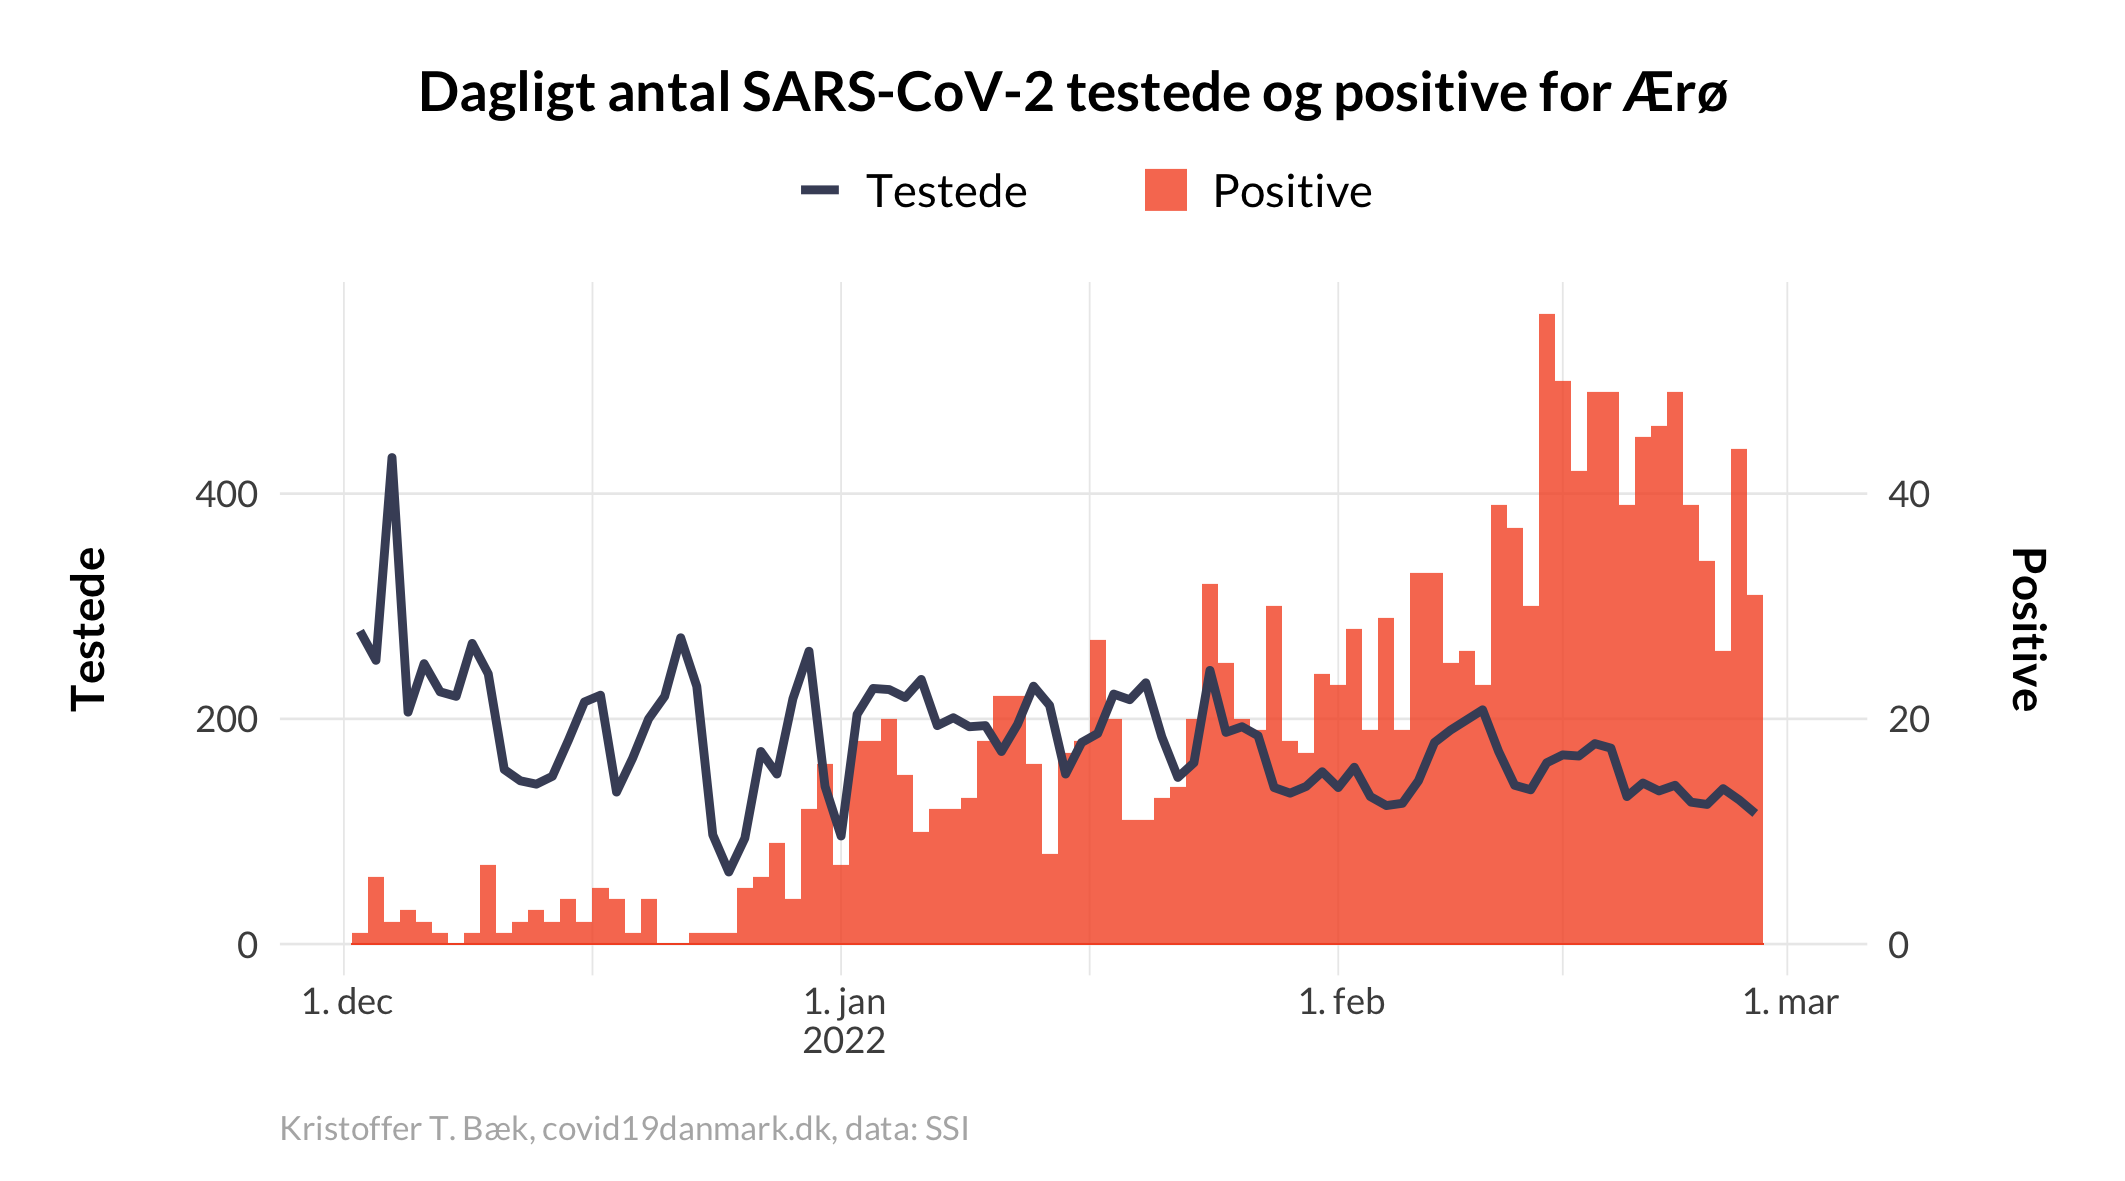 Dagligt antal SARS-CoV-2 testede og positive for Ærø
Testede
Positive
Testede
400
200
0
40
20
0
Positive
1. dec
1. jan
2022
1. feb
1. mar
Kristoffer T. Bæk, covid19danmark.dk, data: SSI